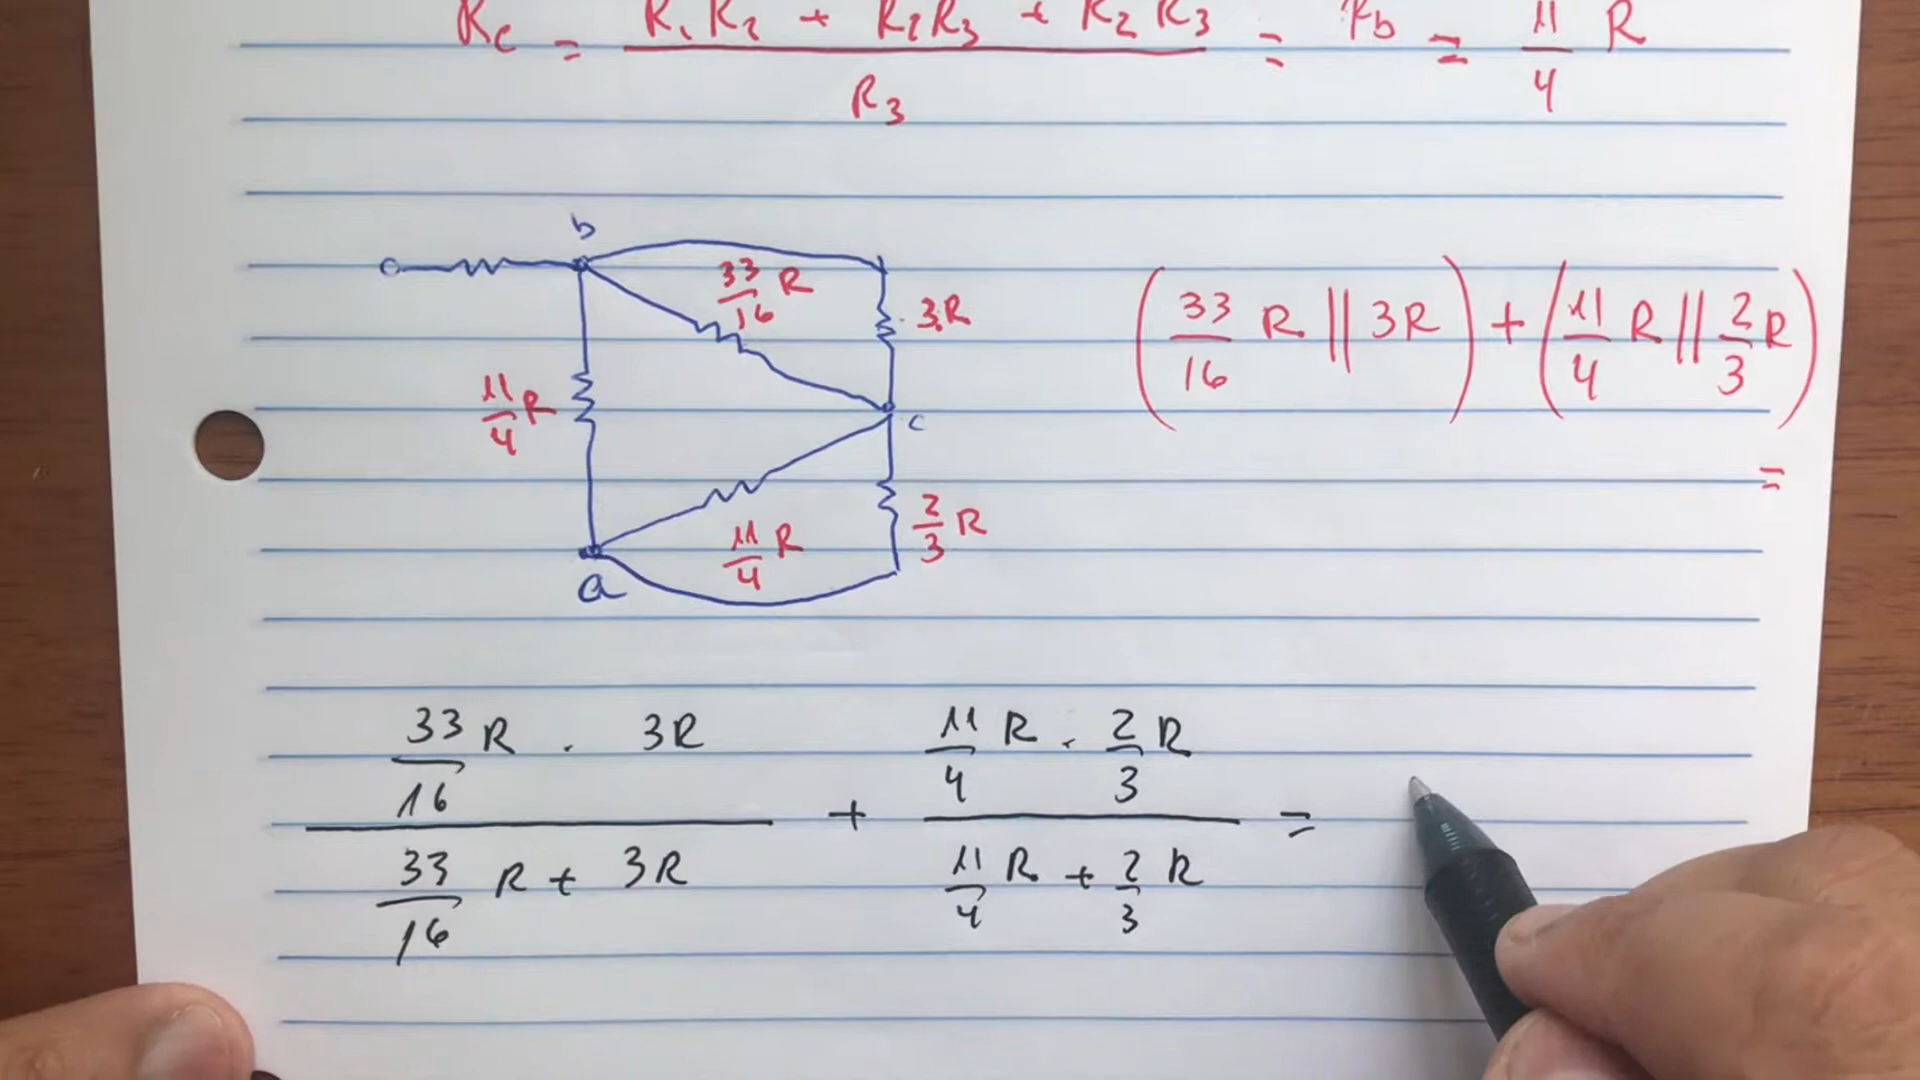 Rc = R1R2 + R2R3 + R2R3 = Rb = 11/4 R
R3
b
33/16 R
3R
11/4 R
c
11/4 R
2/3 R
a
(33/16 R || 3R) + (11/4 R || 2/3 R)
=
33/16 R . 3R + 11/4 R . 2/3 R =
33/16 R + 3R 11/4 R + 2/3 R